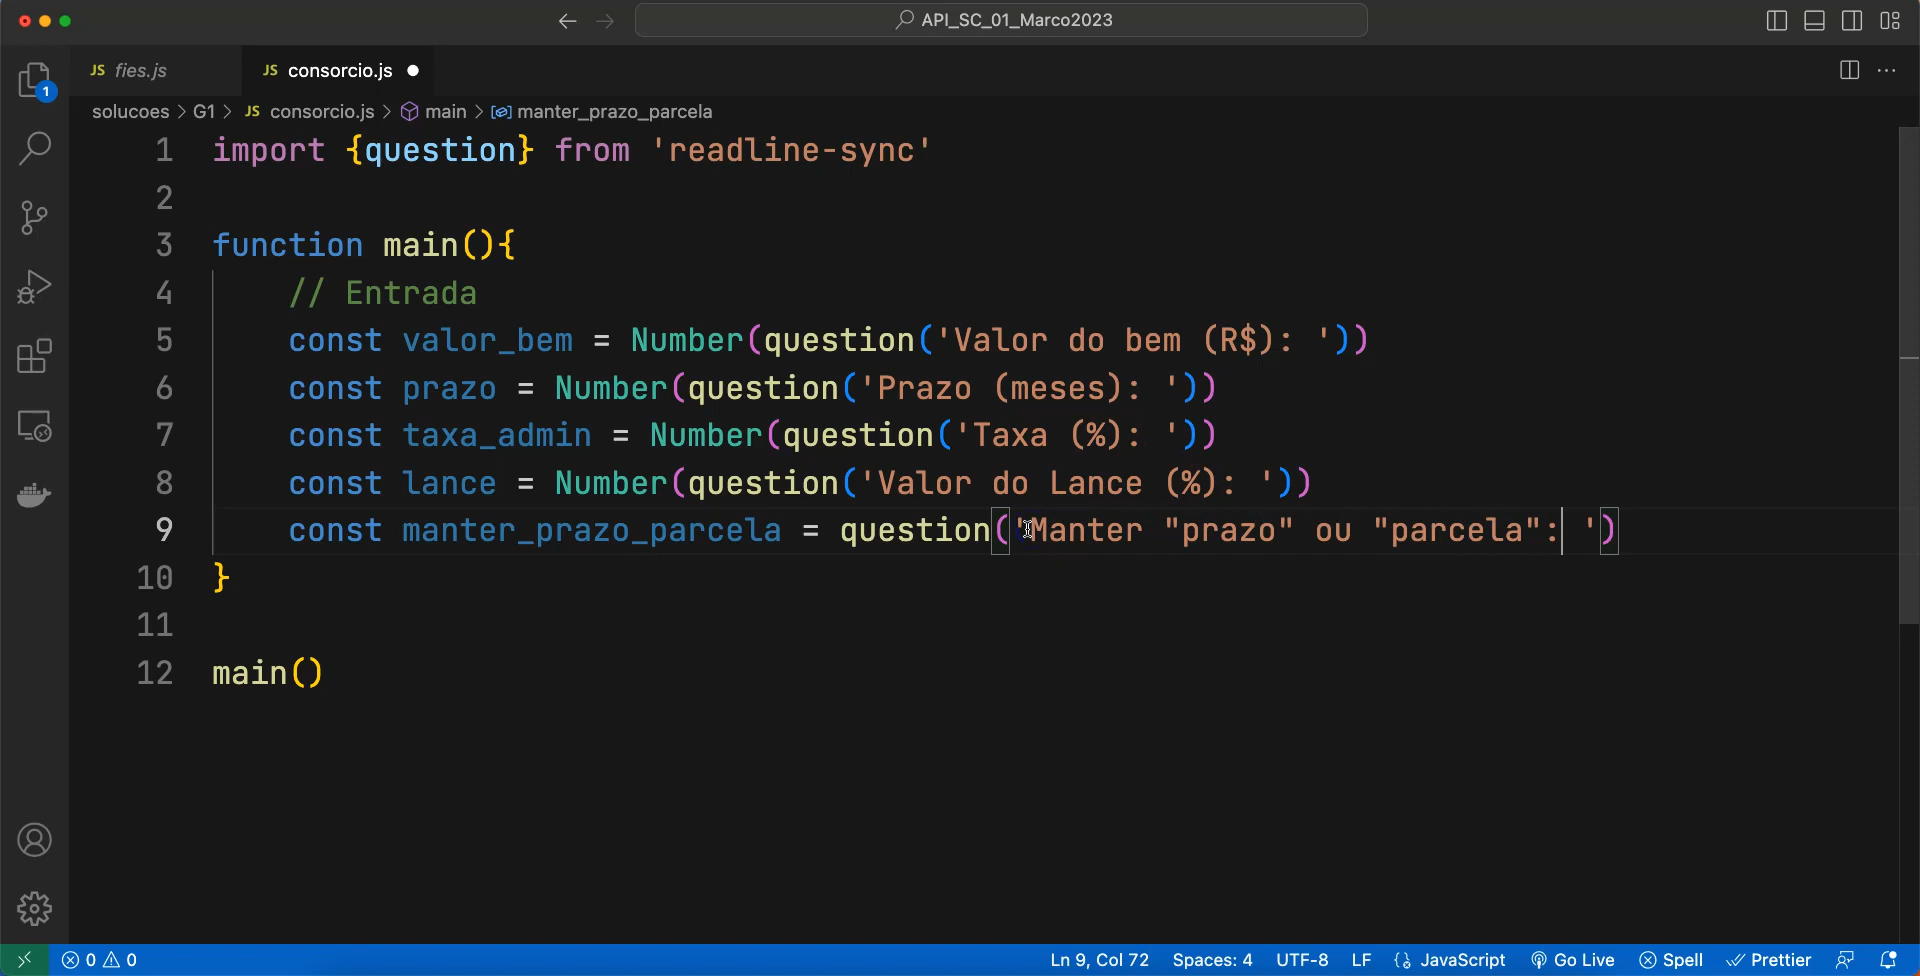 API_SC_01_Marco2023
JS fies.js
JS consorcio.js
solucoes > G1 > JS consorcio.js > main > manter_prazo_parcela
1 import {question} from 'readline-sync'
2
3 function main(){
4 // Entrada
5 const valor_bem = Number(question('Valor do bem (R$): '))
6 const prazo = Number(question('Prazo (meses): '))
7 const taxa_admin = Number(question('Taxa (%): '))
8 const lance = Number(question('Valor do Lance (%): '))
9 const manter_prazo_parcela = question('Manter "prazo" ou "parcela": ')
10 }
11
12 main()
1
0 0
Ln 9, Col 72 Spaces: 4 UTF-8 LF {} JavaScript Go Live Spell Prettier